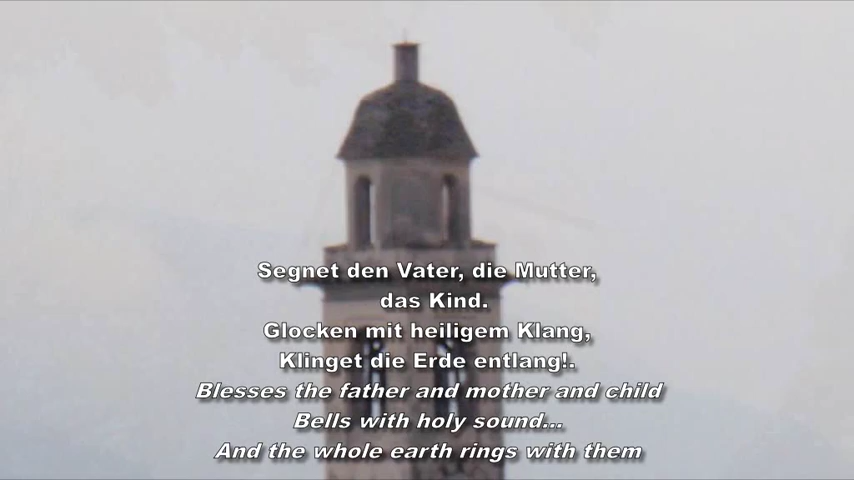 Segnet den Vater, die Mutter,
das Kind.
Glocken mit heiligem Klang,
Klinget die Erde entlang!.
Blesses the father and mother and child
Bells with holy sound...
And the whole earth rings with them